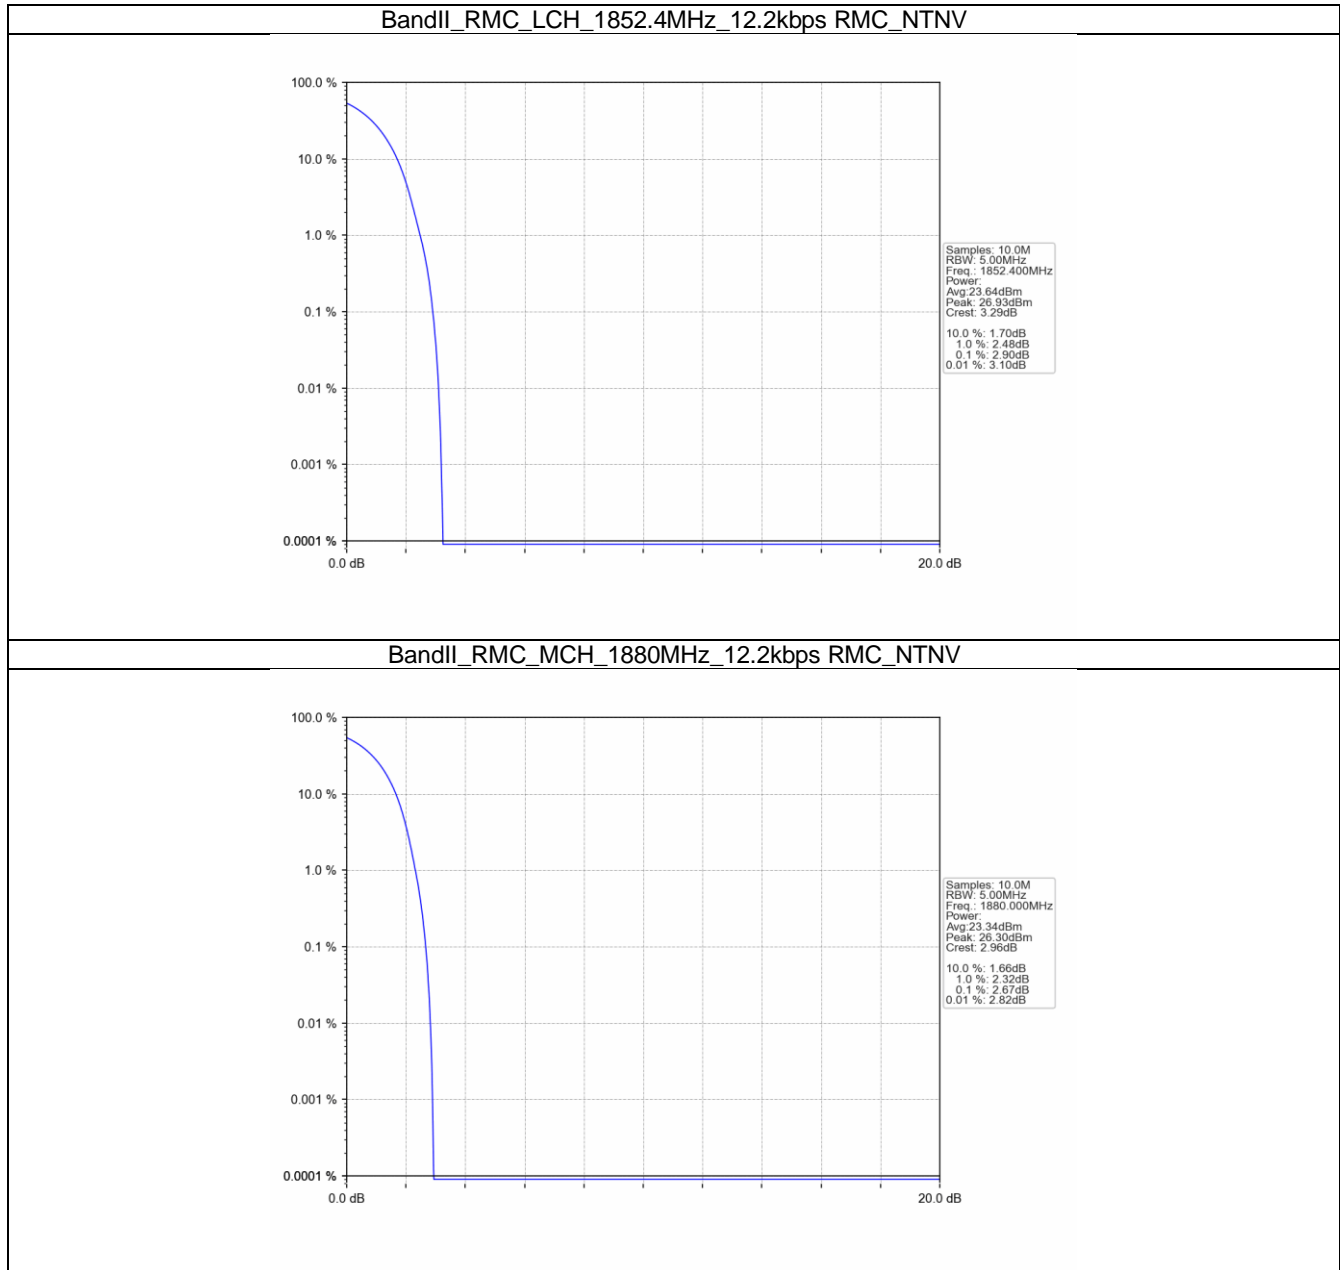 BandII_RMC_LCH_1852.4MHz_12.2kbps RMC_NTNV
100.0 %
10.0 %
1.0 %
0.1 %
0.01 %
0.001 %
0.0001 %
0.0 dB
20.0 dB
Samples: 10.0M
RBW: 5.00MHz
Freq.: 1852.400MHz
Power:
Avg:23.64dBm
Peak: 26.93dBm
Crest: 3.29dB
10.0 %: 1.70dB
1.0 %: 2.48dB
0.1 %: 2.90dB
0.01 %: 3.10dB
BandII_RMC_MCH_1880MHz_12.2kbps RMC_NTNV
100.0 %
10.0 %
1.0 %
0.1 %
0.01 %
0.001 %
0.0001 %
0.0 dB
20.0 dB
Samples: 10.0M
RBW: 5.00MHz
Freq.: 1880.000MHz
Power:
Avg:23.34dBm
Peak: 26.30dBm
Crest: 2.96dB
10.0 %: 1.66dB
1.0 %: 2.32dB
0.1 %: 2.67dB
0.01 %: 2.82dB